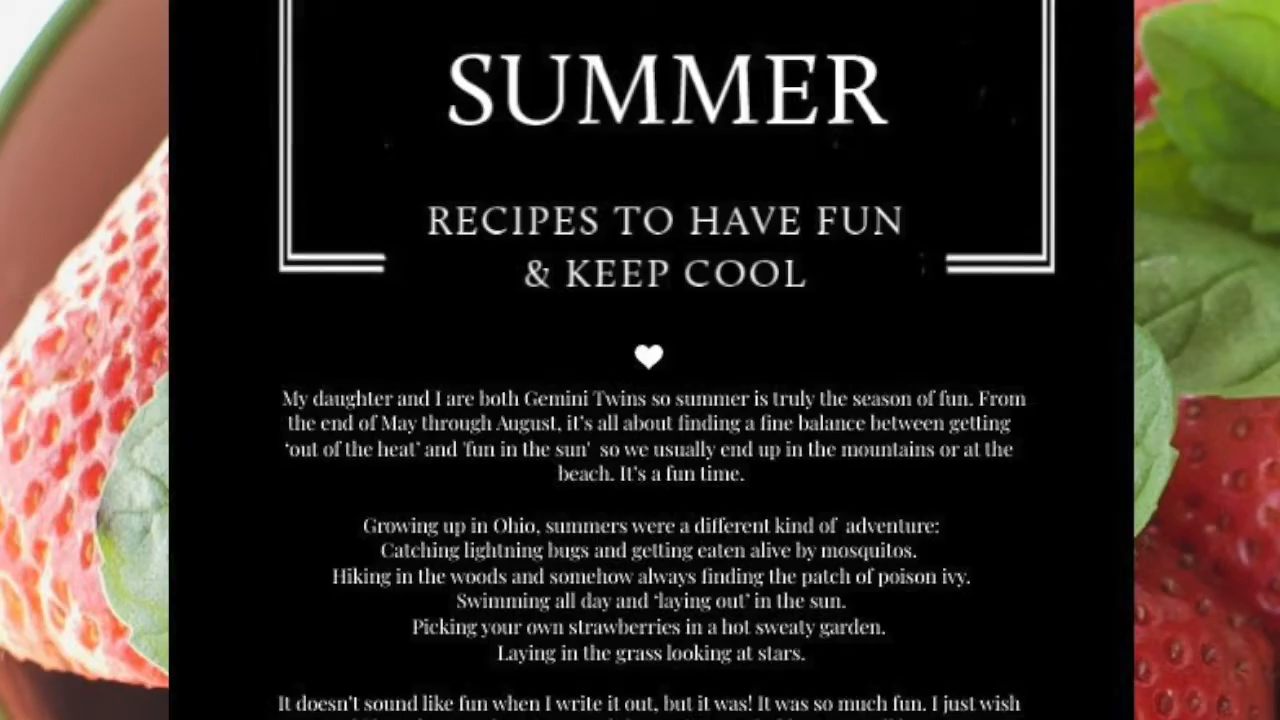 SUMMER
RECIPES TO HAVE FUN
& KEEP COOL
My daughter and I are both Gemini Twins so summer is truly the season of fun. From
the end of May through August, it's all about finding a fine balance between getting
‘out of the heat’ and 'fun in the sun'  so we usually end up in the mountains or at the
beach. It's a fun time.
Growing up in Ohio, summers were a different kind of  adventure:
Catching lightning bugs and getting eaten alive by mosquitos.
Hiking in the woods and somehow always finding the patch of poison ivy.
Swimming all day and ‘laying out’ in the sun.
Picking your own strawberries in a hot sweaty garden.
Laying in the grass looking at stars.
It doesn't sound like fun when I write it out, but it was! It was so much fun. I just wish